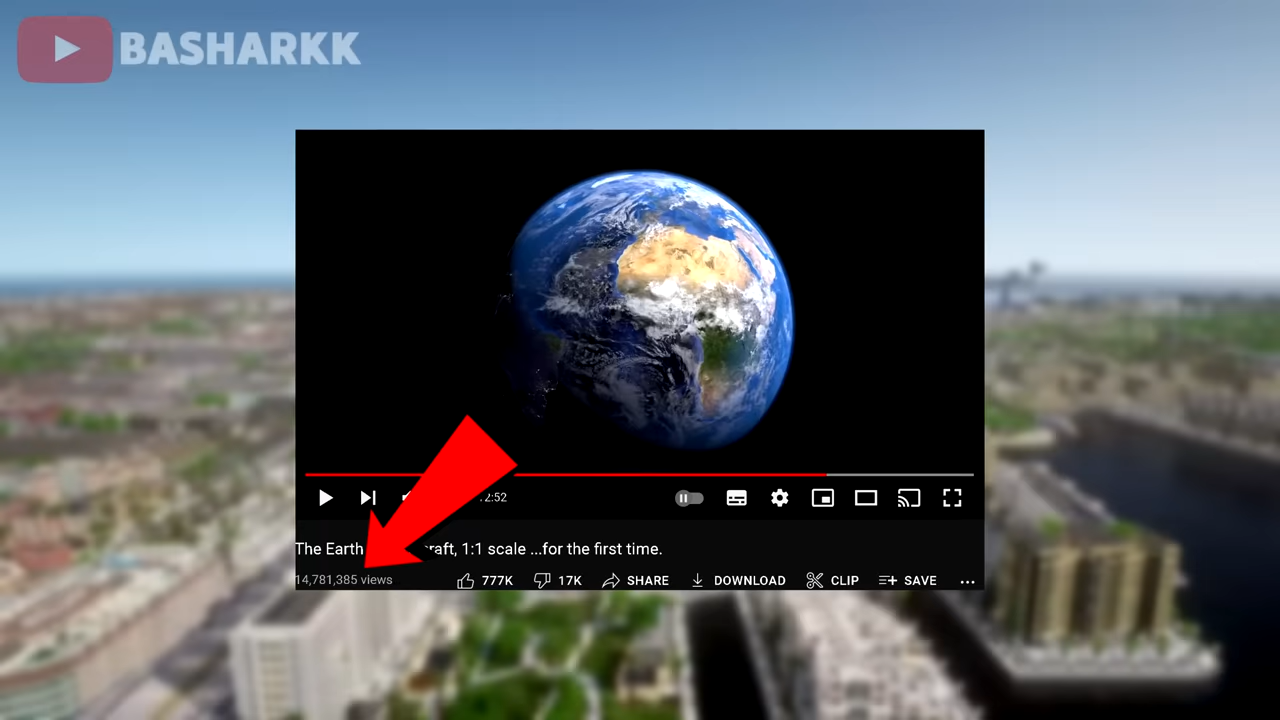 BASHARKK
2:52
The Earth craft, 1:1 scale ...for the first time.
14,781,385 views 777K 17K SHARE DOWNLOAD CLIP SAVE ...